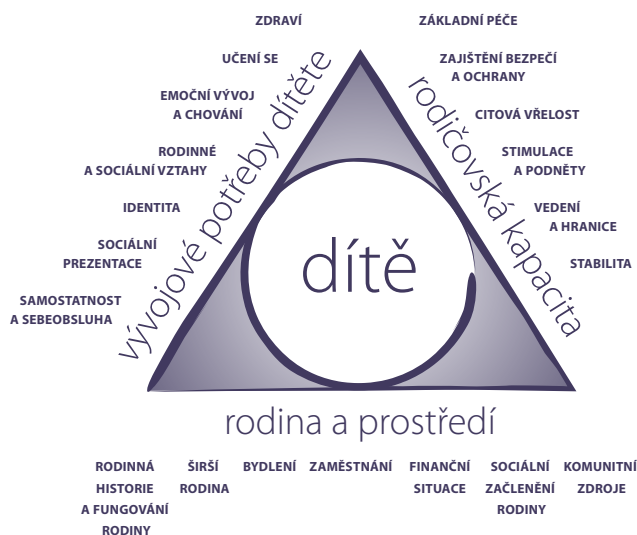 ZDRAVÍ
UČENÍ SE
EMOČNÍ VÝVOJ
A CHOVÁNÍ
RODINNÉ
A SOCIÁLNÍ VZTAHY
IDENTITA
SOCIÁLNÍ
PREZENTACE
SAMOSTATNOST
A SEBEOBSLUHA
vývojové potřeby dítěte
dítě
rodičovská kapacita
ZÁKLADNÍ PÉČE
ZAJIŠTĚNÍ BEZPEČÍ
A OCHRANY
CITOVÁ VŘELOST
STIMULACE
A PODNĚTY
VEDENÍ
A HRANICE
STABILITA
rodina a prostředí
RODINNÁ
HISTORIE
A FUNGOVÁNÍ
RODINY
ŠIRŠÍ
RODINA
BYDLENÍ
ZAMĚSTNÁNÍ
FINANČNÍ
SITUACE
SOCIÁLNÍ
ZAČLENĚNÍ
RODINY
KOMUNITNÍ
ZDROJE